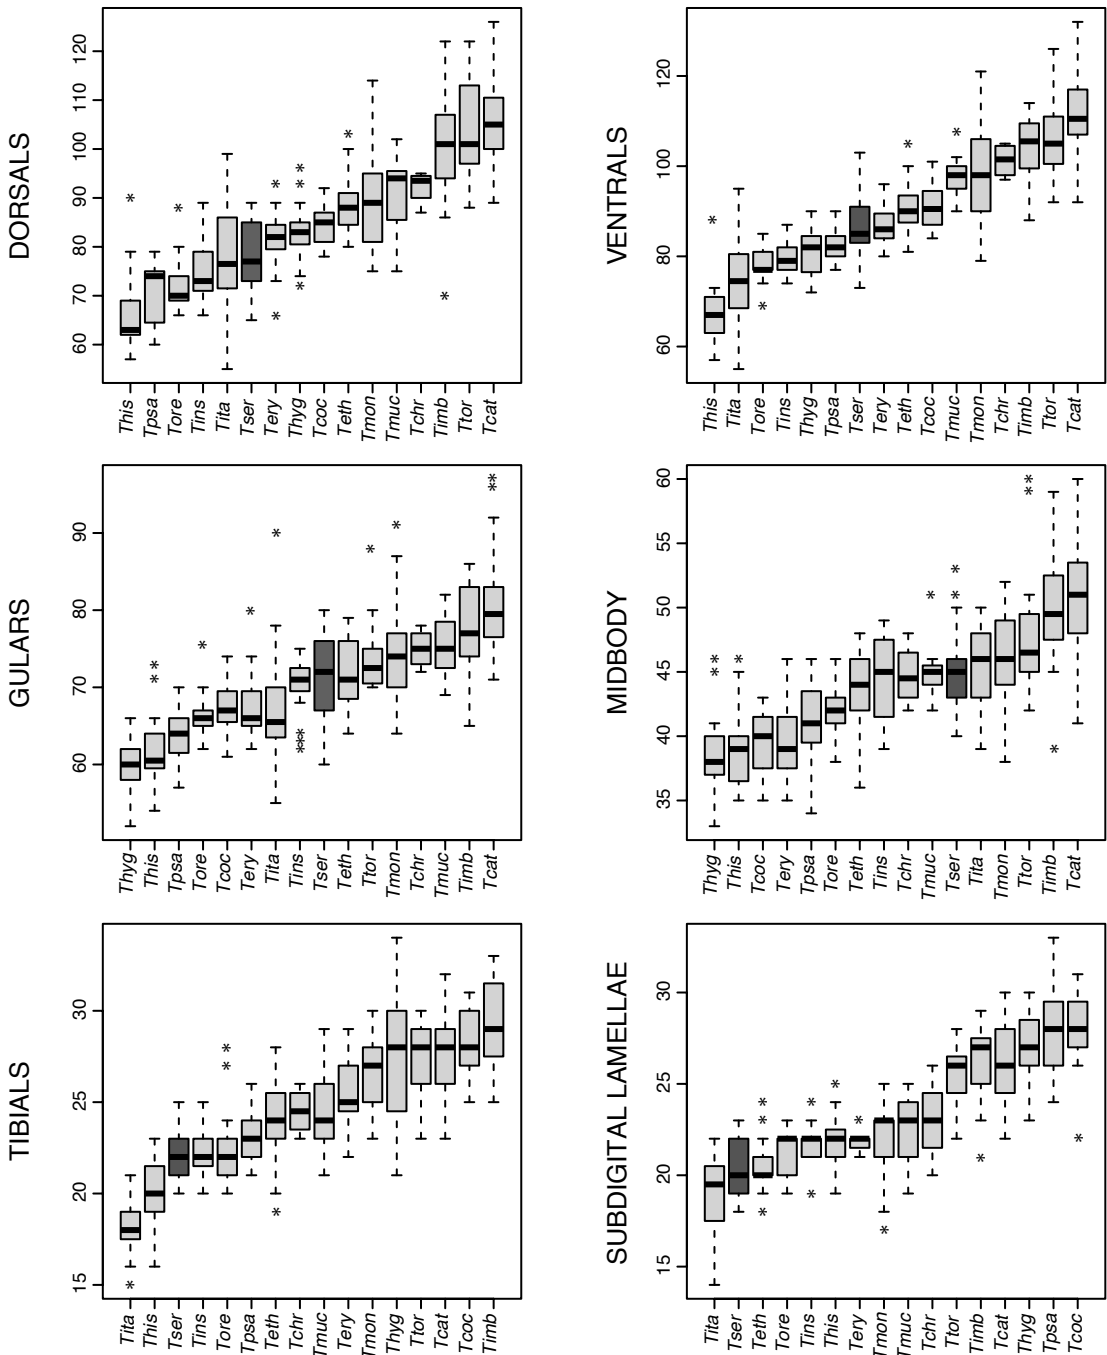 DORSALS
60 70 80 90 100 110 120
This Tpsa Tore Tins Tita Tser Tery Thyg Tcoc Teth Tmon Tmuc Tchr Timb Ttor Tcat
VENTRALS
60 80 100 120
This Tita Tore Tins Thyg Tpsa Tser Tery Teth Tcoc Tmuc Tmon Tchr Timb Ttor Tcat
GULARS
60 70 80 90
Thyg This Tpsa Tore Tcoc Tery Tita Tins Tser Teth Ttor Tmon Tchr Tmuc Timb Tcat
MIDBODY
35 40 45 50 55 60
Thyg This Tcoc Tery Tpsa Tore Teth Tins Tchr Tmuc Tser Tita Tmon Ttor Timb Tcat
TIBIALS
15 20 25 30
Tita This Tser Tins Tore Tpsa Teth Tchr Tmuc Tery Tmon Thyg Ttor Tcat Tcoc Timb
SUBDIGITAL LAMELLAE
15 20 25 30
Tita Tser Teth Tore Tins This Tery Tmon Tmuc Tchr Ttor Timb Tcat Thyg Tpsa Tcoc